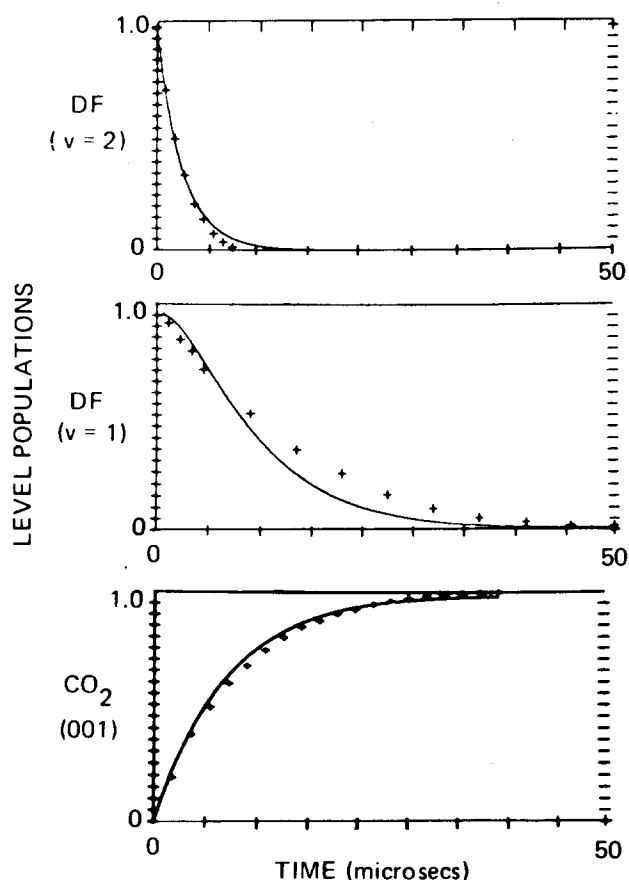 1.0
DF
( v = 2)
0
0
50
1.0
DF
(v = 1)
0
0
50
LEVEL POPULATIONS
1.0
CO2
(001)
0
0
50
TIME (microsecs)